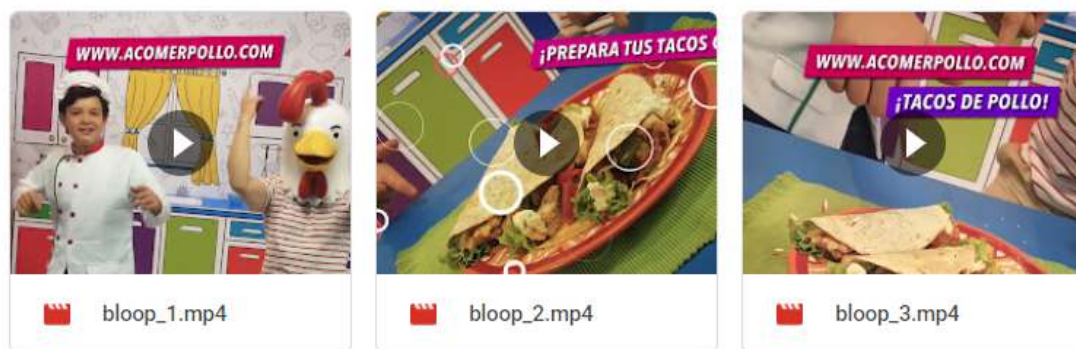 WWW.ACOMERPOLLO.COM
¡PREPARA TUS TACOS
WWW.ACOMERPOLLO.COM
¡TACOS DE POLLO!
bloop_1.mp4
bloop_2.mp4
bloop_3.mp4